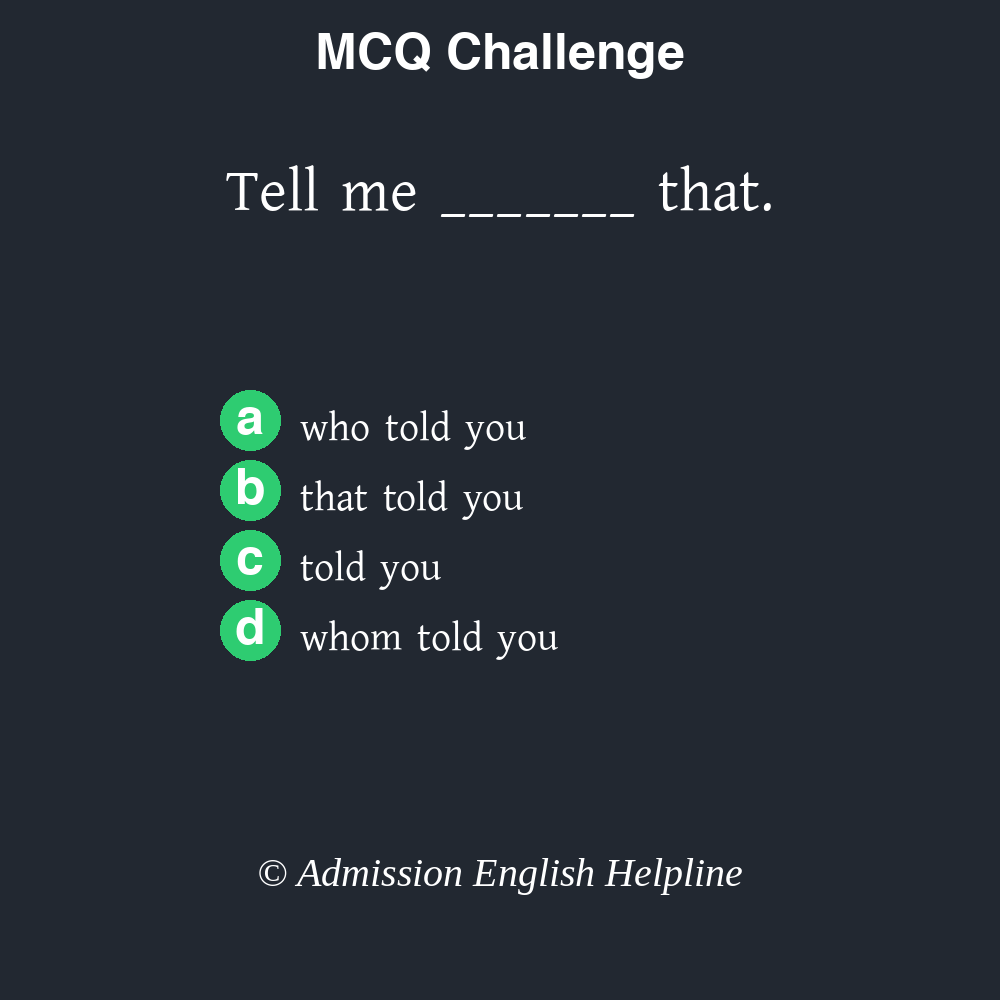 MCQ Challenge
Tell me _______ that.
a who told you
b that told you
c told you
d whom told you
© Admission English Helpline